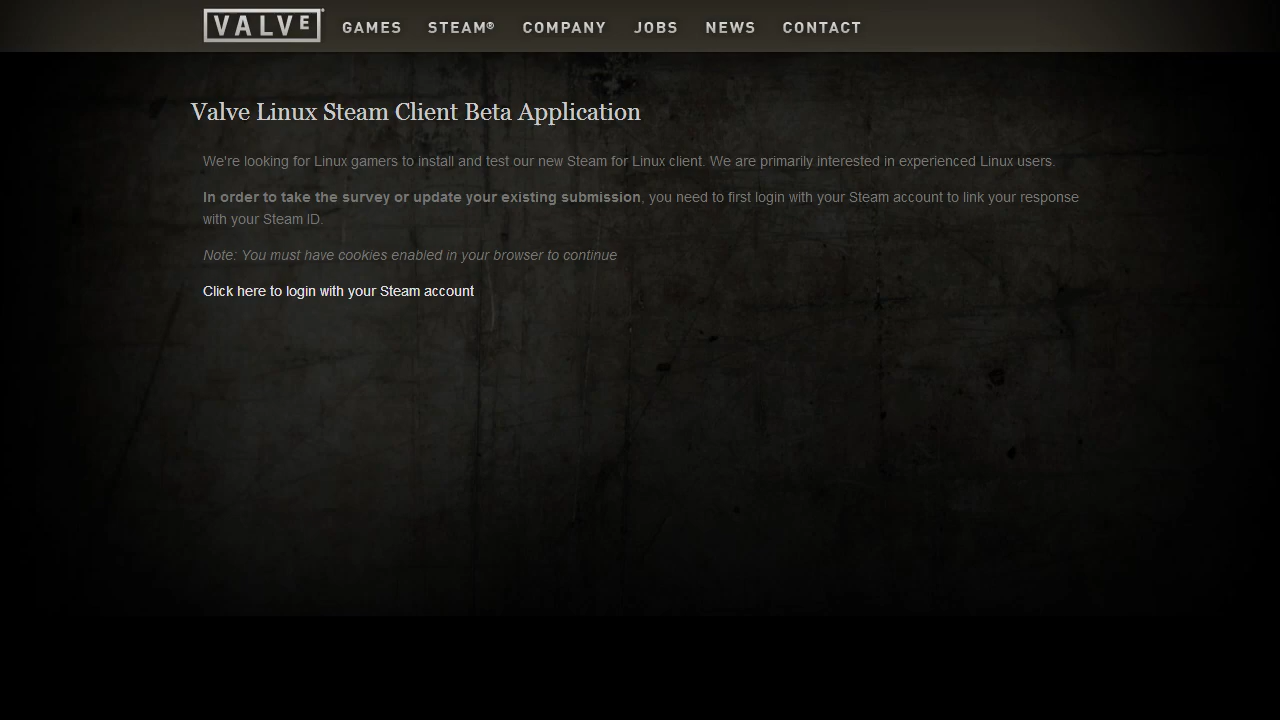 VALVE® GAMES STEAM® COMPANY JOBS NEWS CONTACT
Valve Linux Steam Client Beta Application
We're looking for Linux gamers to install and test our new Steam for Linux client. We are primarily interested in experienced Linux users.
In order to take the survey or update your existing submission, you need to first login with your Steam account to link your response
with your Steam ID.
Note: You must have cookies enabled in your browser to continue
Click here to login with your Steam account